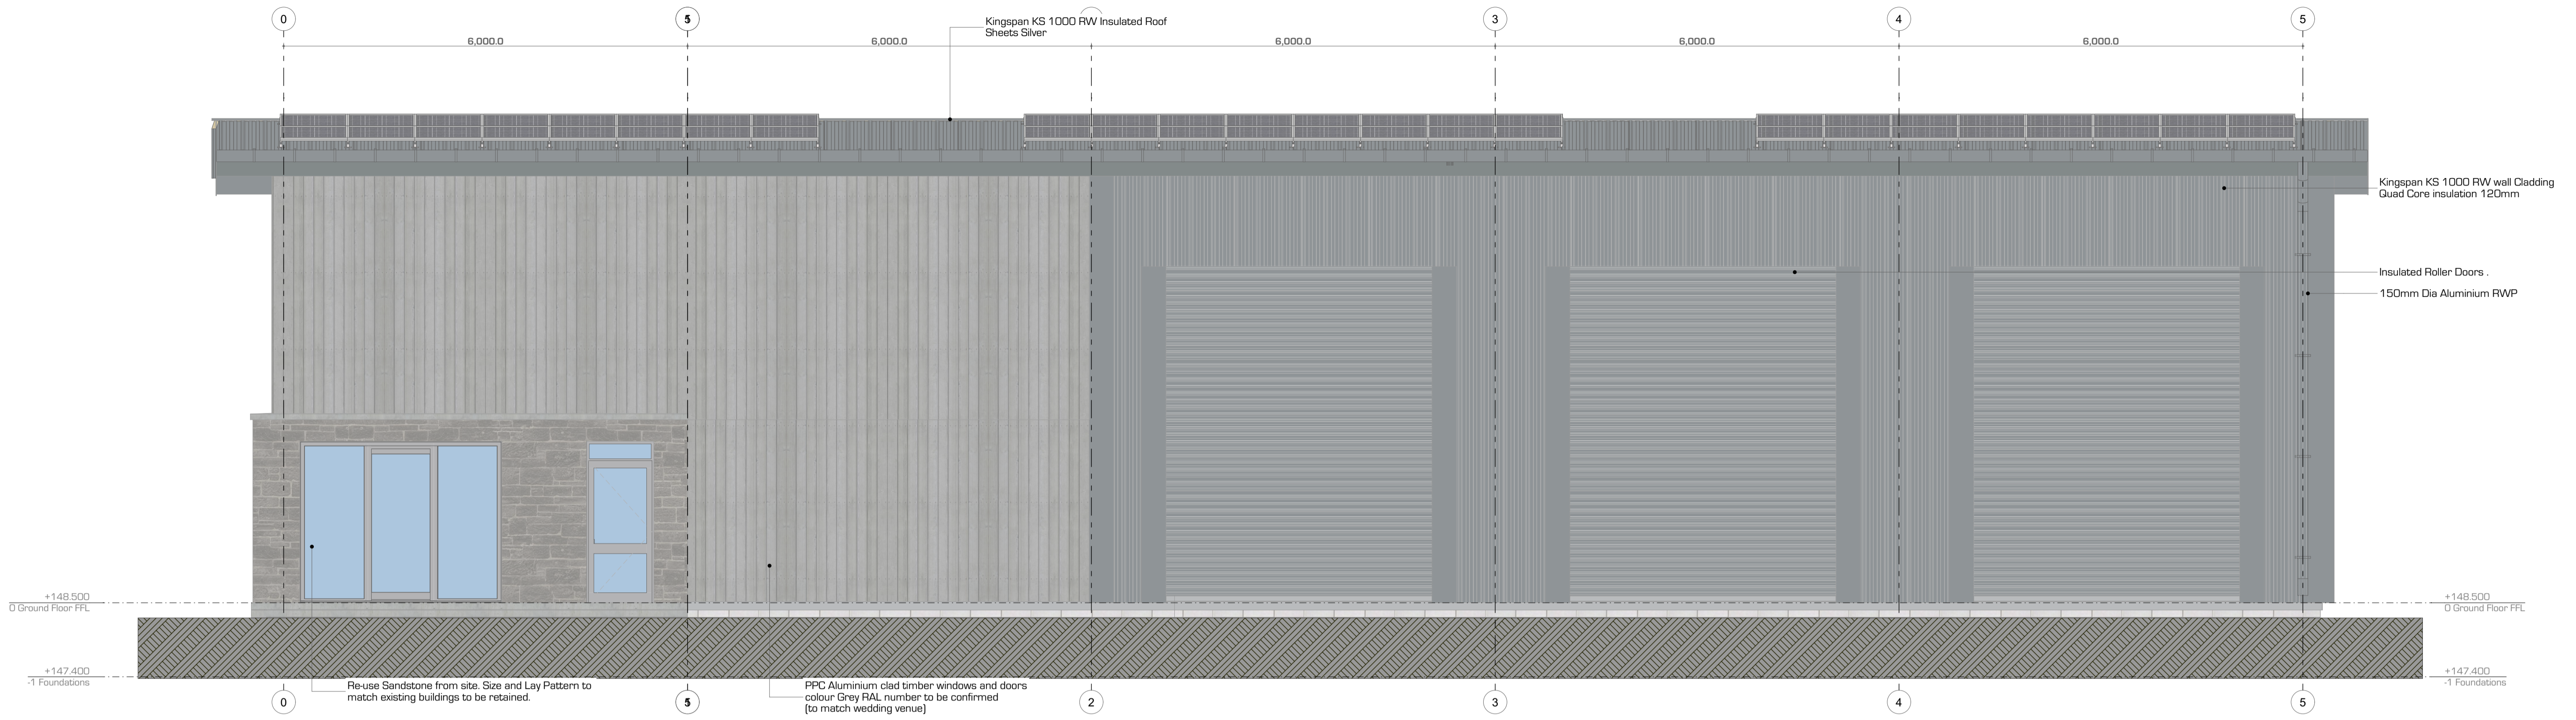 0
2
3
4
5
6,000.0
6,000.0
6,000.0
6,000.0
6,000.0
Kingspan KS 1000 RW Insulated Roof
Sheets Silver
Kingspan KS 1000 RW wall Cladding
Quad Core insulation 120mm
Insulated Roller Doors .
150mm Dia Aluminium RWP
+148.500
0 Ground Floor FFL
+148.500
0 Ground Floor FFL
+147.400
-1 Foundations
+147.400
-1 Foundations
Re-use Sandstone from site. Size and Lay Pattern to
match existing buildings to be retained.
PPC Aluminium clad timber windows and doors
colour Grey RAL number to be confirmed
(to match wedding venue)
0
2
3
4
5